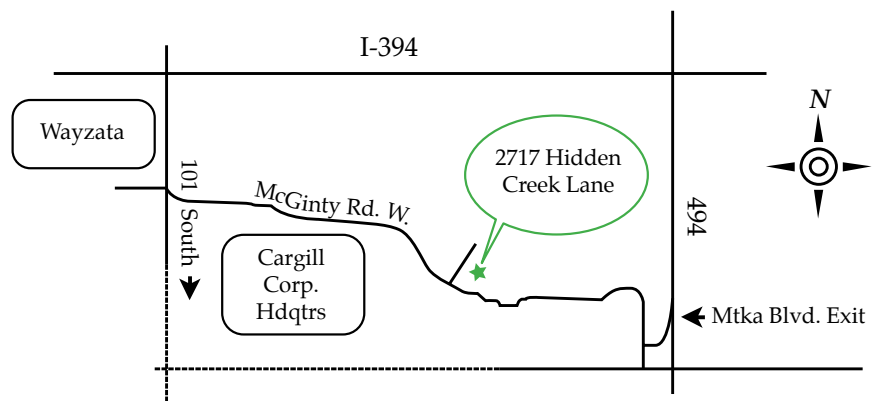 I-394
N
Wayzata
2717 Hidden
Creek Lane
101 South
McGinty Rd. W.
494
Cargill
Corp.
Hdqtrs
Mtka Blvd. Exit